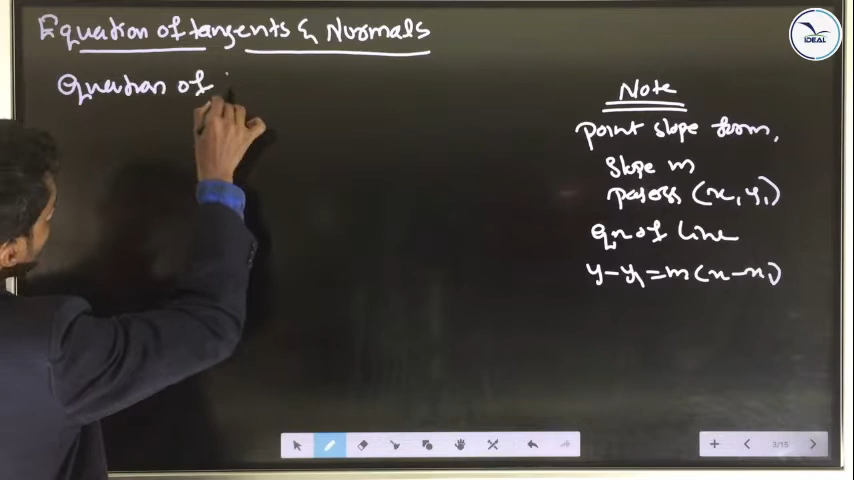 Equation of tangents & Normals
Equation of
Note
Point slope form,
Slope m
passes (x, y₁)
Eqn of line
y-y₁=m(x-x₁)
IDEAL
3/15